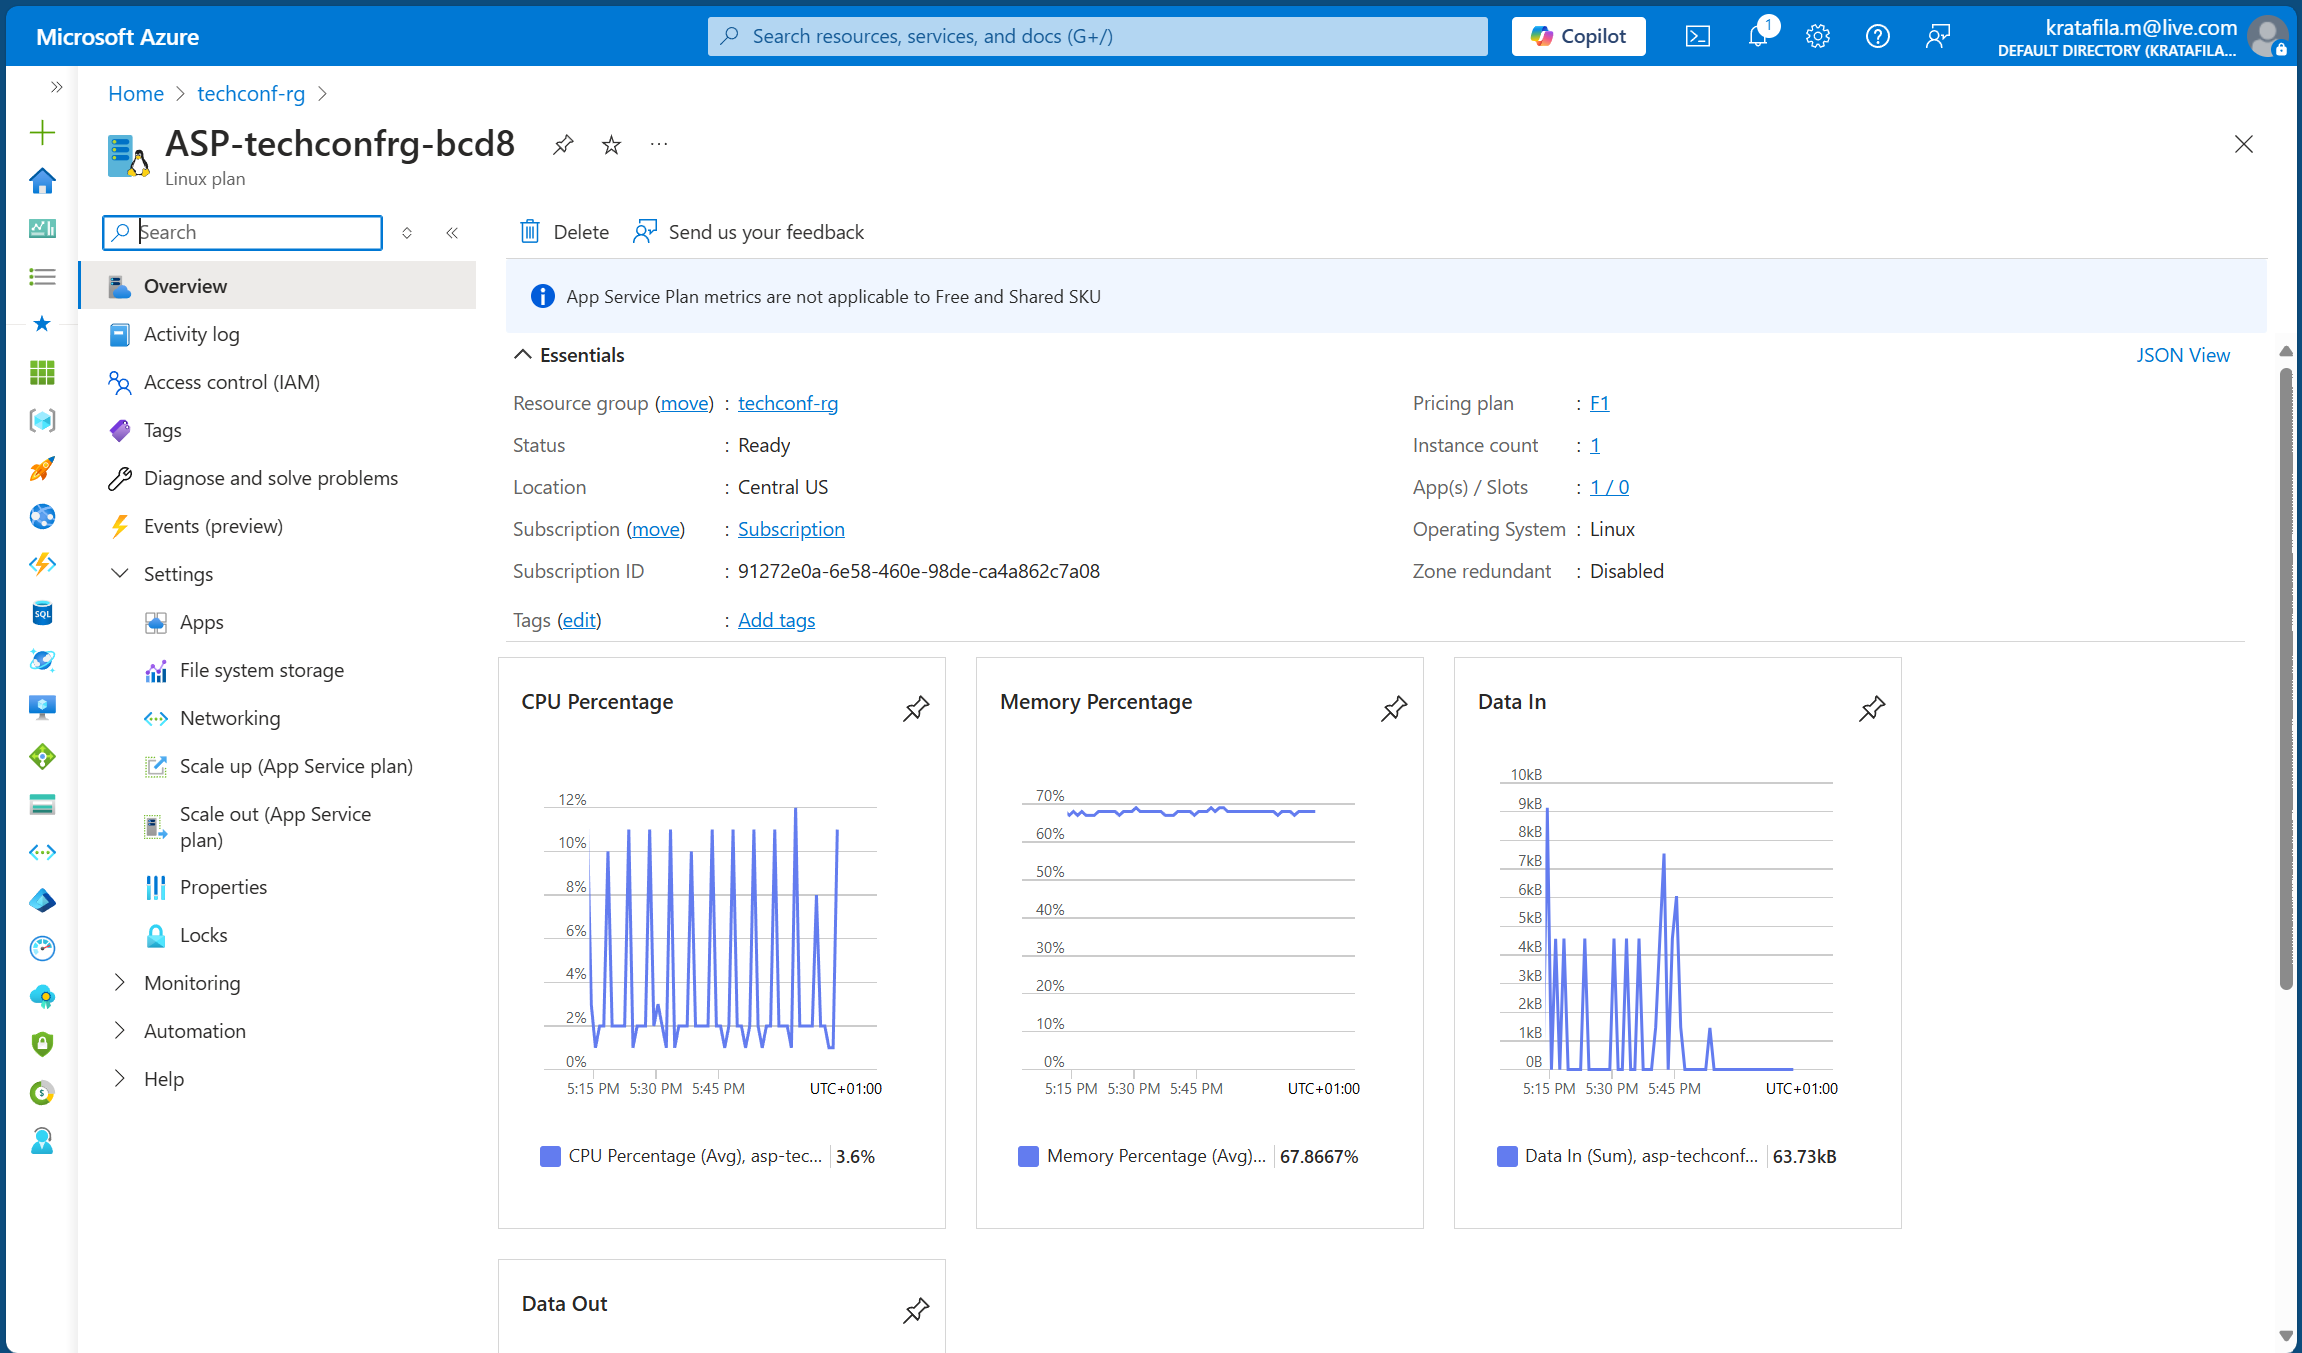 Microsoft Azure
Search resources, services, and docs (G+/)
Copilot
1
kratafila.m@live.com
DEFAULT DIRECTORY (KRATAFILA...
Home
techconf-rg
ASP-techconfrg-bcd8
Linux plan
Search
Overview
Activity log
Access control (IAM)
Tags
Diagnose and solve problems
Events (preview)
Settings
Apps
File system storage
Networking
Scale up (App Service plan)
Scale out (App Service
plan)
Properties
Locks
Monitoring
Automation
Help
SQL
Delete
Send us your feedback
App Service Plan metrics are not applicable to Free and Shared SKU
Essentials
JSON View
Resource group (move) : techconf-rg
Status : Ready
Location : Central US
Subscription (move) : Subscription
Subscription ID : 91272e0a-6e58-460e-98de-ca4a862c7a08
Tags (edit) : Add tags
Pricing plan : F1
Instance count : 1
App(s) / Slots : 1 / 0
Operating System : Linux
Zone redundant : Disabled
CPU Percentage
12%
10%
8%
6%
4%
2%
0%
5:15 PM 5:30 PM 5:45 PM UTC+01:00
CPU Percentage (Avg), asp-tec... 3.6%
Memory Percentage
70%
60%
50%
40%
30%
20%
10%
0%
5:15 PM 5:30 PM 5:45 PM UTC+01:00
Memory Percentage (Avg)... 67.8667%
Data In
10kB
9kB
8kB
7kB
6kB
5kB
4kB
3kB
2kB
1kB
0B
5:15 PM 5:30 PM 5:45 PM UTC+01:00
Data In (Sum), asp-techconf... 63.73kB
Data Out